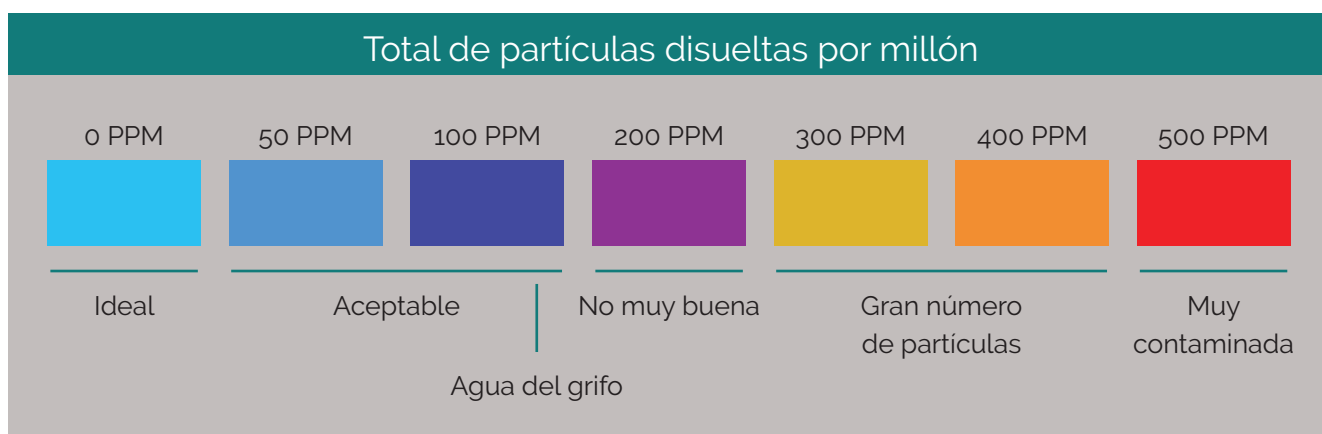 Total de partículas disueltas por millón
0 PPM 50 PPM 100 PPM 200 PPM 300 PPM 400 PPM 500 PPM
Ideal Aceptable No muy buena Gran número Muy
de partículas contaminada
Agua del grifo